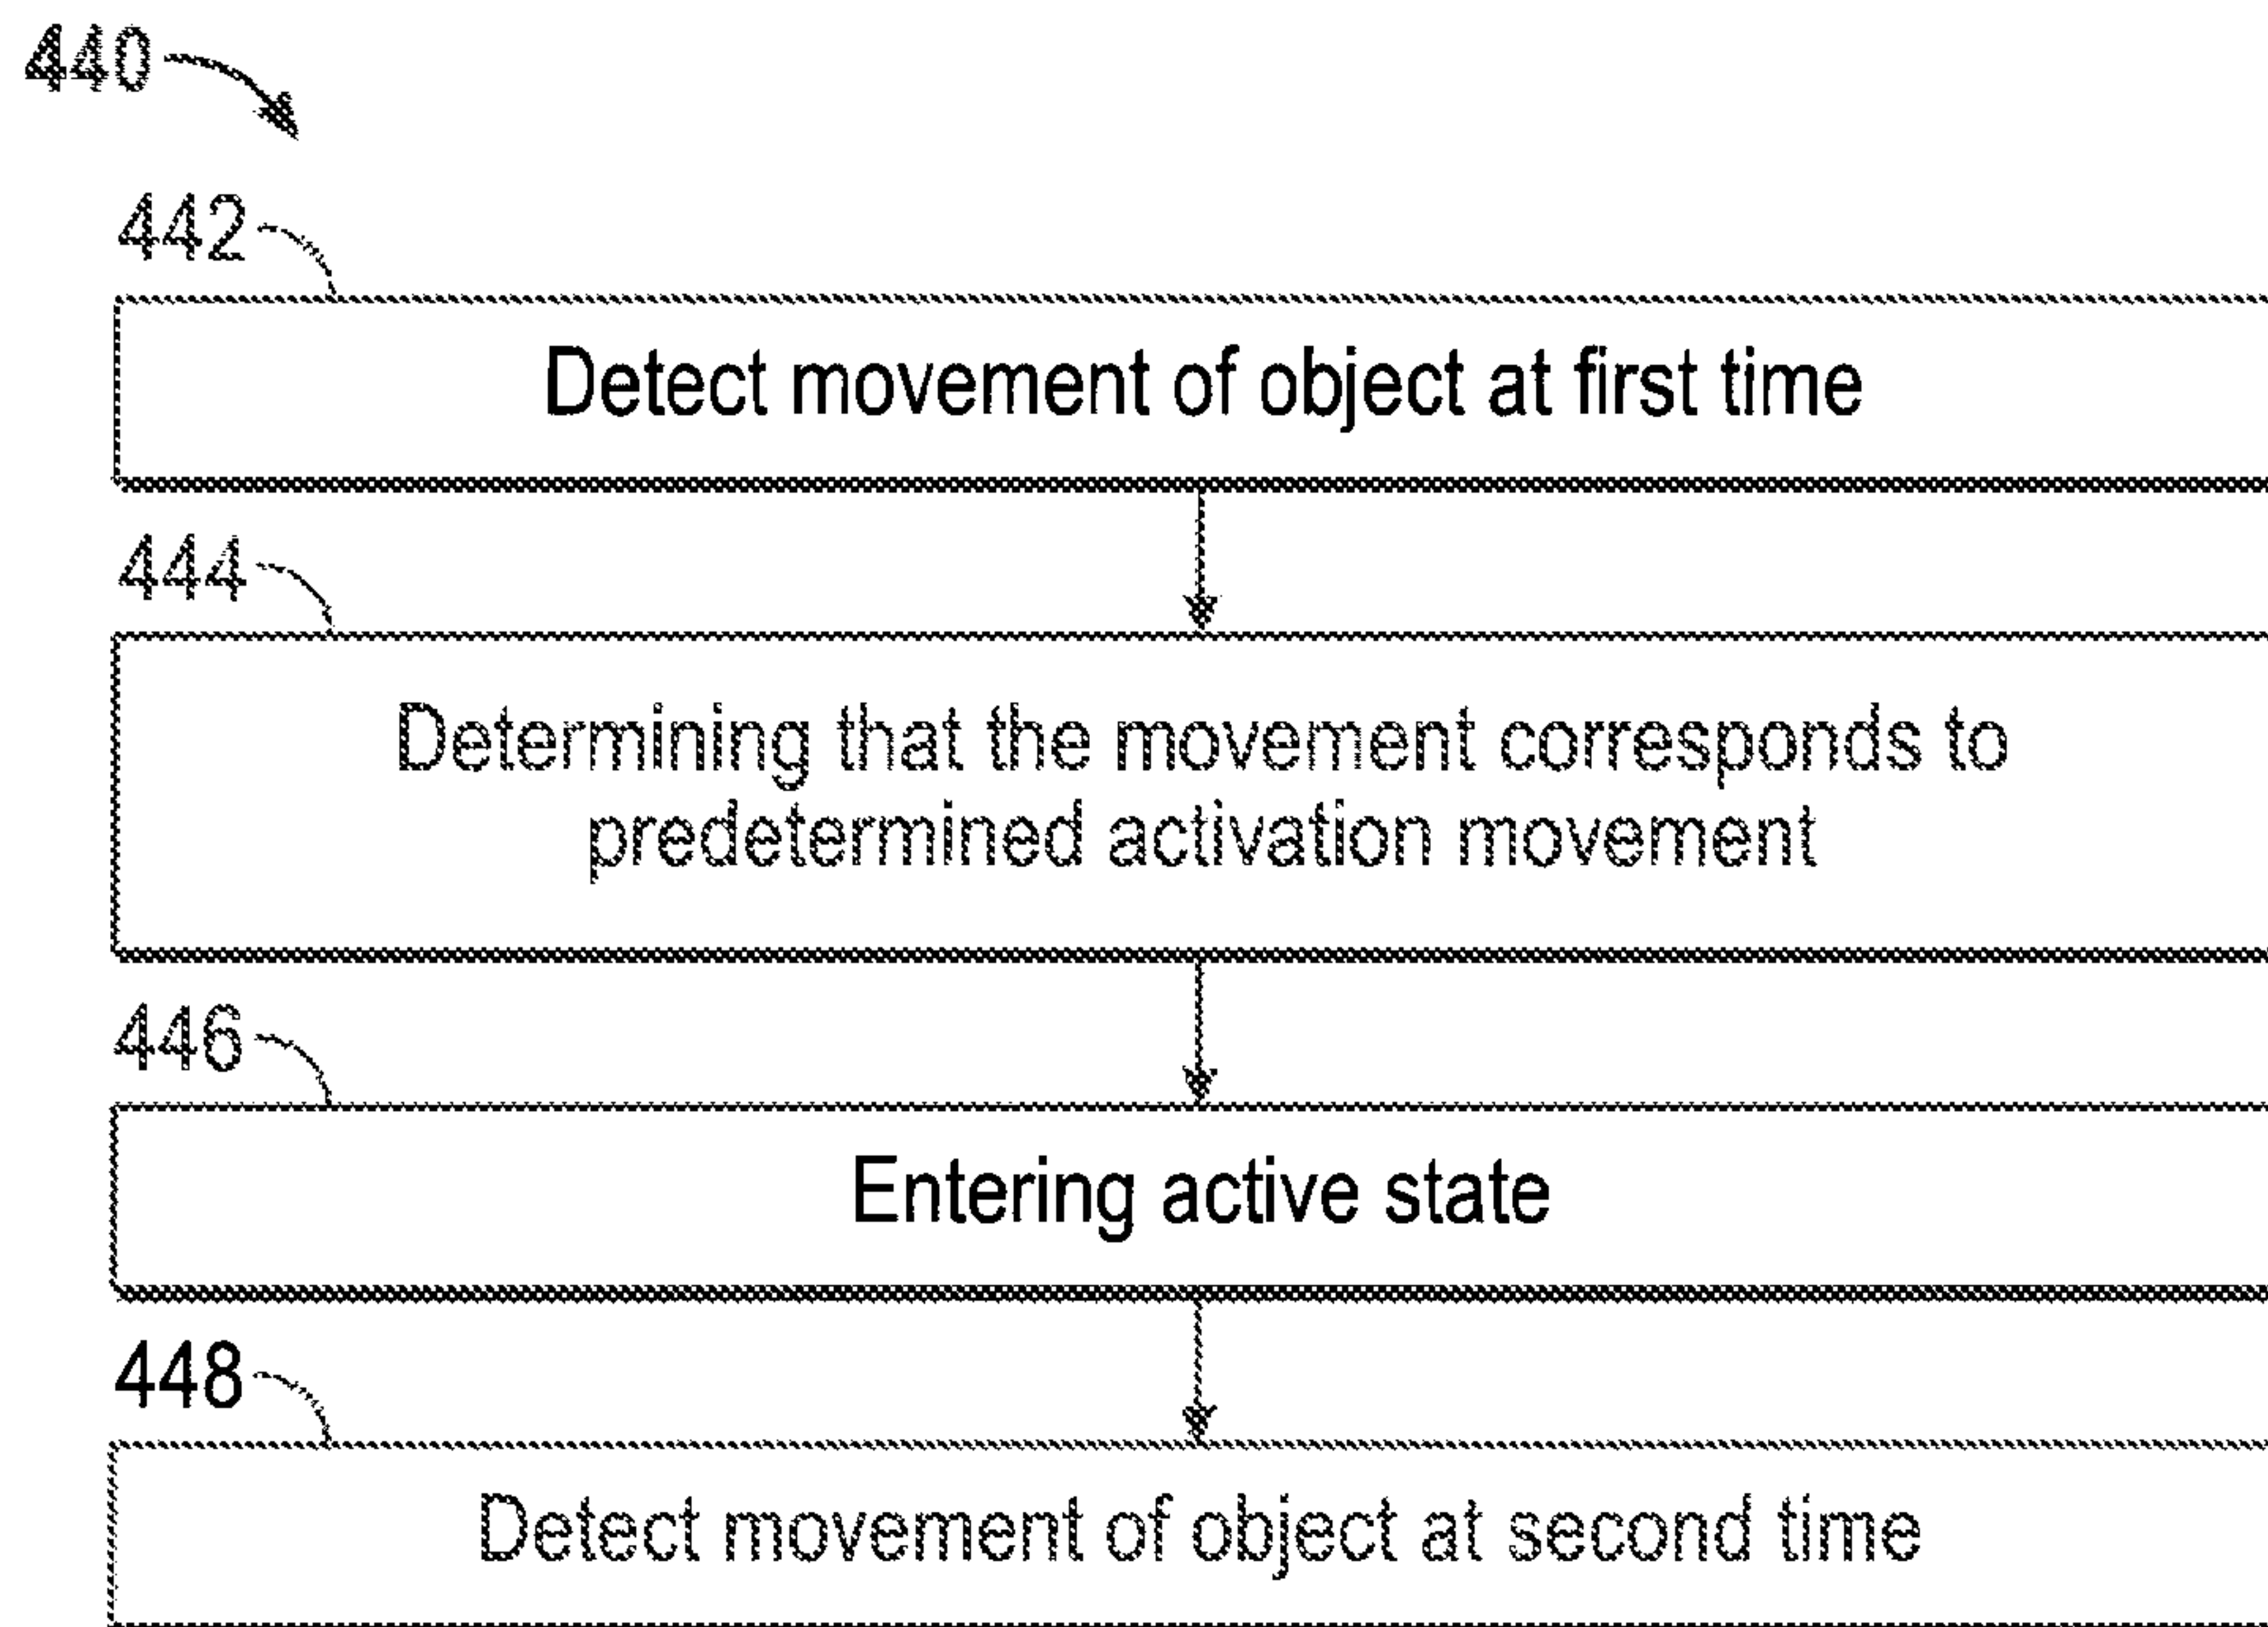 440
442
Detect movement of object at first time
444
Determining that the movement corresponds to
predetermined activation movement
446
Entering active state
448
Detect movement of object at second time